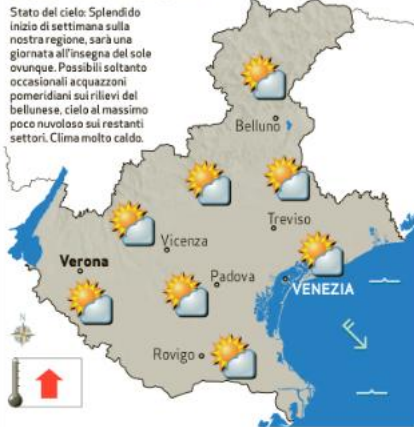 Stato del cielo: Splendido
inizio di settimana sulla
nostra regione, sarà una
giornata all'insegna del sole
ovunque. Possibili soltanto
occasionali acquazzoni
pomeridiani sui rilievi del
bellunese, cielo al massimo
poco nuvoloso sui restanti
settori. Clima molto caldo.
Belluno
Treviso
Vicenza
Verona
Padova
VENEZIA
N
Rovigo